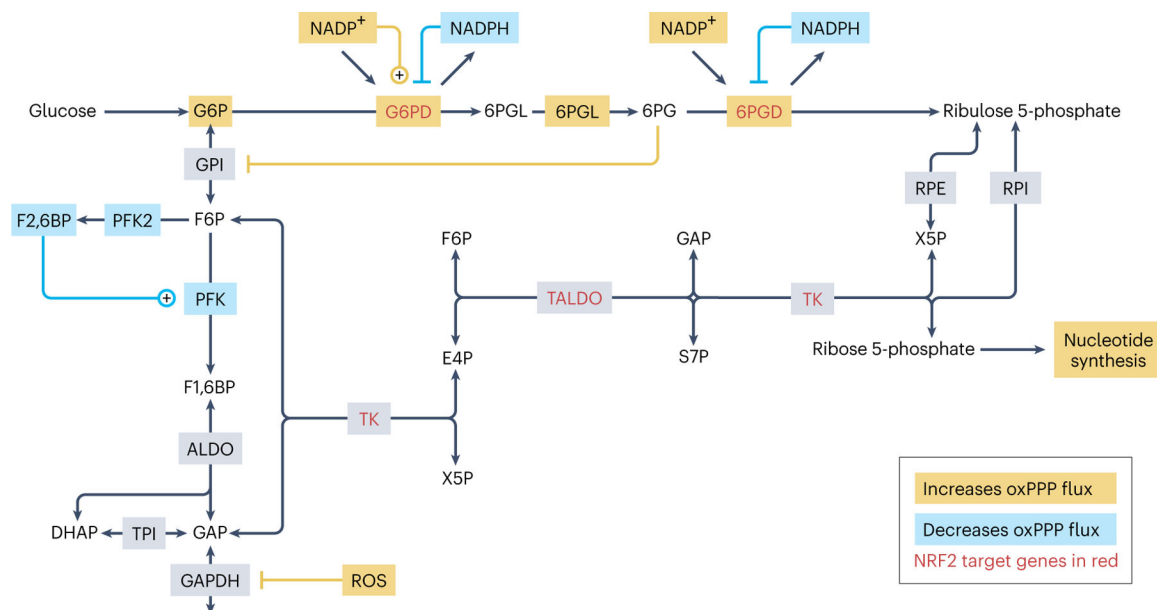 NADP+
NADPH
NADP+
NADPH
Glucose
G6P
G6PD
6PGL
6PGL
6PG
6PGD
Ribulose 5-phosphate
GPI
RPE
RPI
F2,6BP
PFK2
F6P
F6P
GAP
X5P
PFK
TALDO
TK
E4P
S7P
Ribose 5-phosphate
Nucleotide
synthesis
F1,6BP
TK
ALDO
X5P
Increases oxPPP flux
DHAP
TPI
GAP
Decreases oxPPP flux
NRF2 target genes in red
GAPDH
ROS